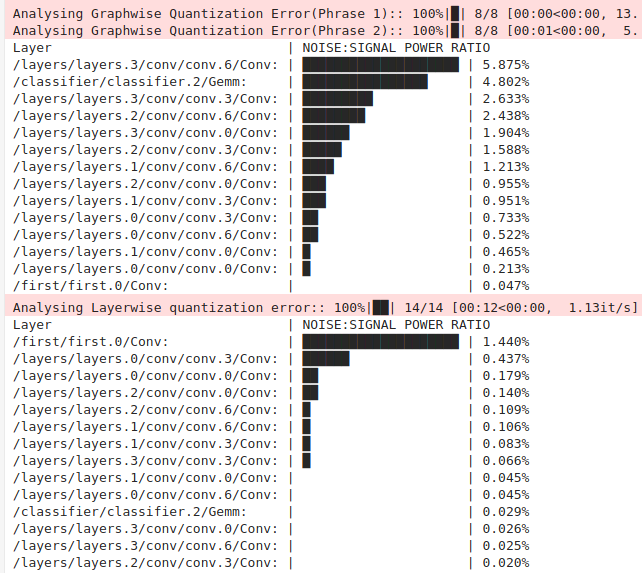 Analysing Graphwise Quantization Error(Phrase 1):: 100%|█| 8/8 [00:00<00:00, 13.
Analysing Graphwise Quantization Error(Phrase 2):: 100%|█| 8/8 [00:01<00:00, 5.
Layer | NOISE:SIGNAL POWER RATIO
/layers/layers.3/conv/conv.6/Conv: | ████████████████████ | 5.875%
/classifier/classifier.2/Gemm: | ████████████████ | 4.802%
/layers/layers.3/conv/conv.3/Conv: | █████████ | 2.633%
/layers/layers.2/conv/conv.6/Conv: | ████████ | 2.438%
/layers/layers.3/conv/conv.0/Conv: | ██████ | 1.904%
/layers/layers.2/conv/conv.3/Conv: | █████ | 1.588%
/layers/layers.1/conv/conv.6/Conv: | ████ | 1.213%
/layers/layers.2/conv/conv.0/Conv: | ███ | 0.955%
/layers/layers.1/conv/conv.3/Conv: | ███ | 0.951%
/layers/layers.0/conv/conv.3/Conv: | ██ | 0.733%
/layers/layers.0/conv/conv.6/Conv: | ██ | 0.522%
/layers/layers.1/conv/conv.0/Conv: | █ | 0.465%
/layers/layers.0/conv/conv.0/Conv: | █ | 0.213%
/first/first.0/Conv: | | 0.047%
Analysing Layerwise quantization error:: 100%|██| 14/14 [00:12<00:00, 1.13it/s]
Layer | NOISE:SIGNAL POWER RATIO
/first/first.0/Conv: | ████████████████████ | 1.440%
/layers/layers.0/conv/conv.3/Conv: | ██████ | 0.437%
/layers/layers.0/conv/conv.0/Conv: | ██ | 0.179%
/layers/layers.2/conv/conv.0/Conv: | ██ | 0.140%
/layers/layers.2/conv/conv.6/Conv: | █ | 0.109%
/layers/layers.1/conv/conv.6/Conv: | █ | 0.106%
/layers/layers.1/conv/conv.3/Conv: | █ | 0.083%
/layers/layers.3/conv/conv.3/Conv: | █ | 0.066%
/layers/layers.1/conv/conv.0/Conv: | | 0.045%
/layers/layers.0/conv/conv.6/Conv: | | 0.045%
/classifier/classifier.2/Gemm: | | 0.029%
/layers/layers.3/conv/conv.0/Conv: | | 0.026%
/layers/layers.3/conv/conv.6/Conv: | | 0.025%
/layers/layers.2/conv/conv.3/Conv: | | 0.020%